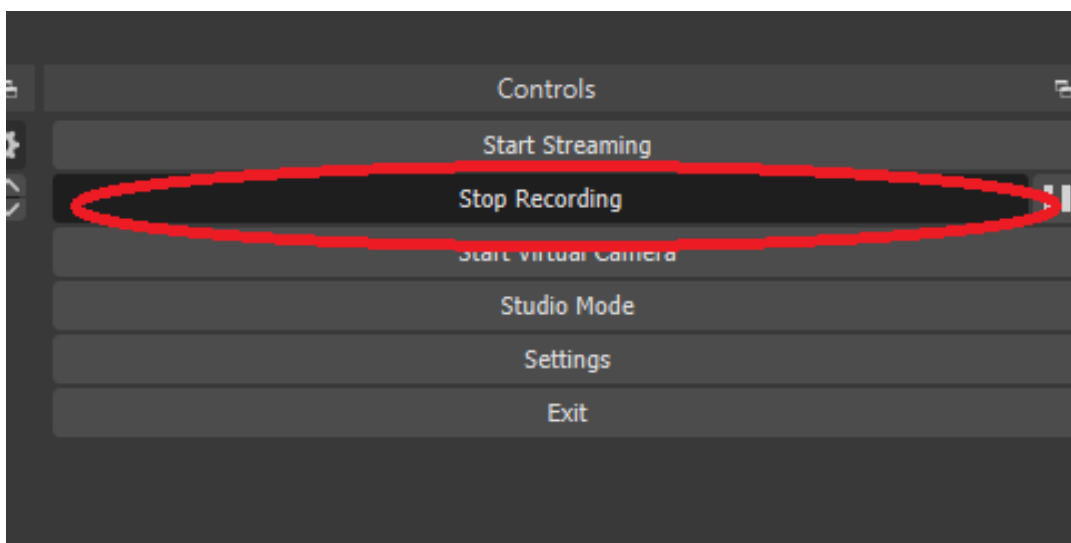 Controls
Start Streaming
Stop Recording
Start Virtual Camera
Studio Mode
Settings
Exit